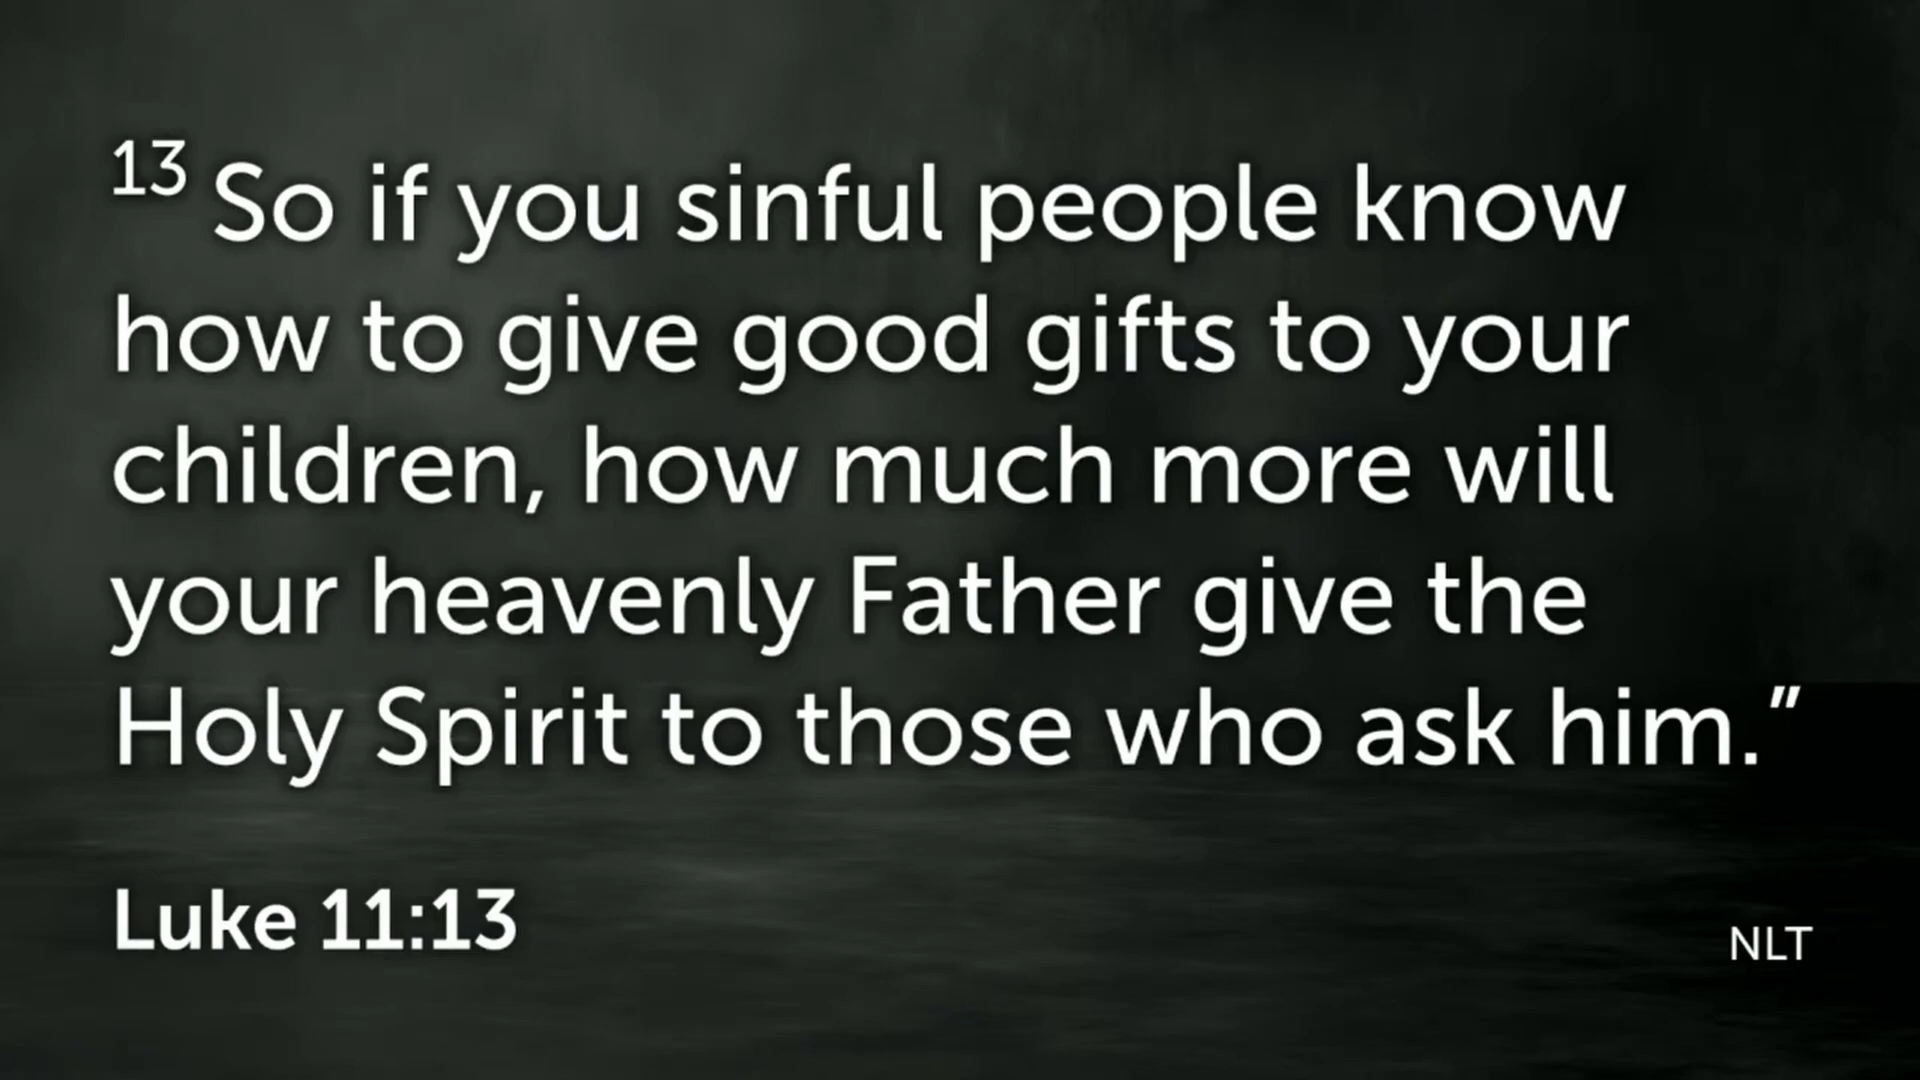 13 So if you sinful people know
how to give good gifts to your
children, how much more will
your heavenly Father give the
Holy Spirit to those who ask him.”
Luke 11:13
NLT